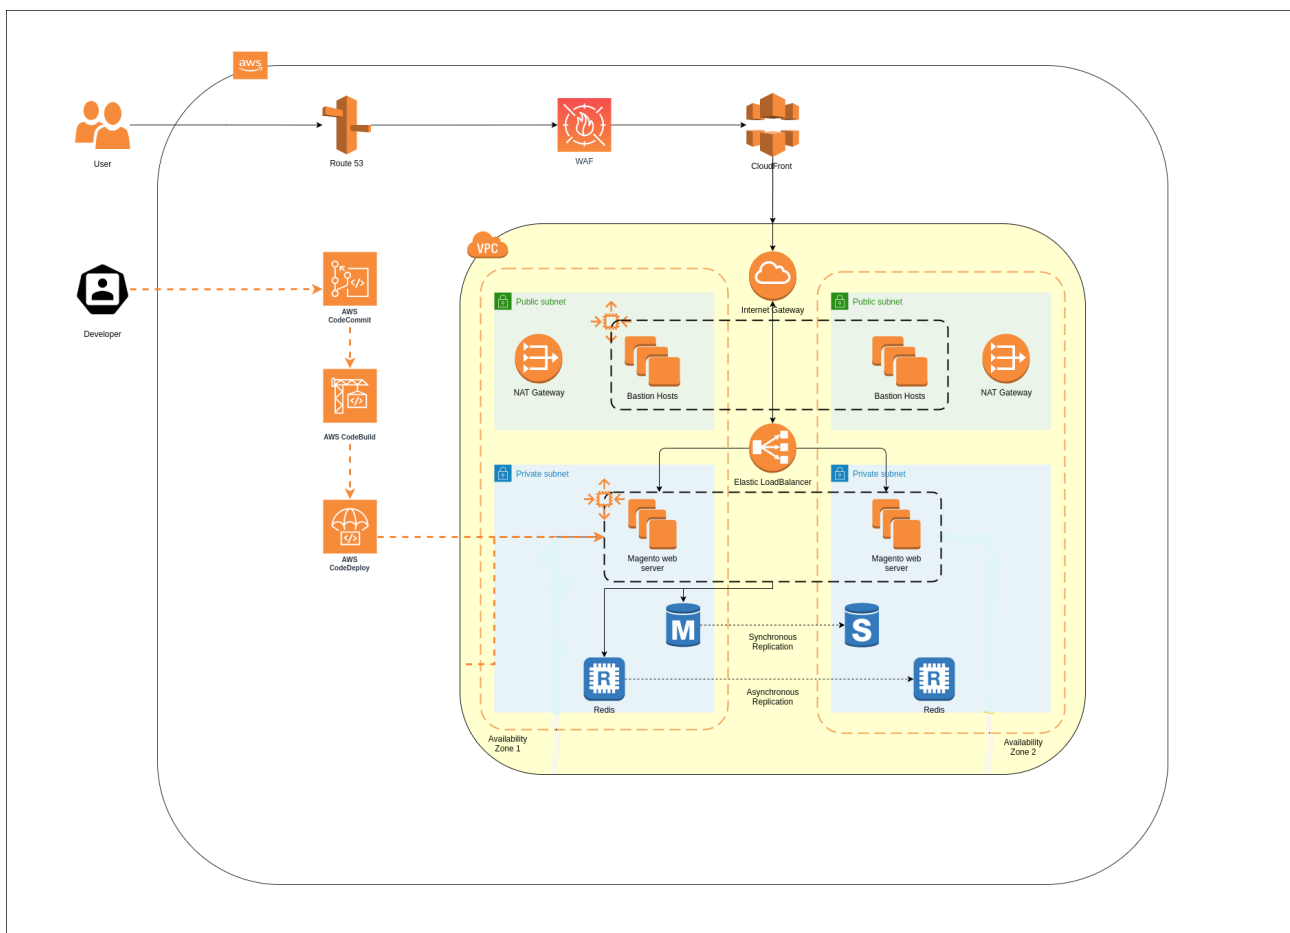 aws
User
Route 53
WAF
CloudFront
VPC
Developer
AWS
CodeCommit
Internet Gateway
Public subnet
Public subnet
NAT Gateway
Bastion Hosts
Bastion Hosts
NAT Gateway
AWS CodeBuild
Elastic LoadBalancer
Private subnet
Private subnet
AWS
CodeDeploy
Magento web
server
Magento web
server
M
S
Synchronous
Replication
R
R
Asynchronous
Replication
Redis
Redis
Availability
Zone 1
Availability
Zone 2